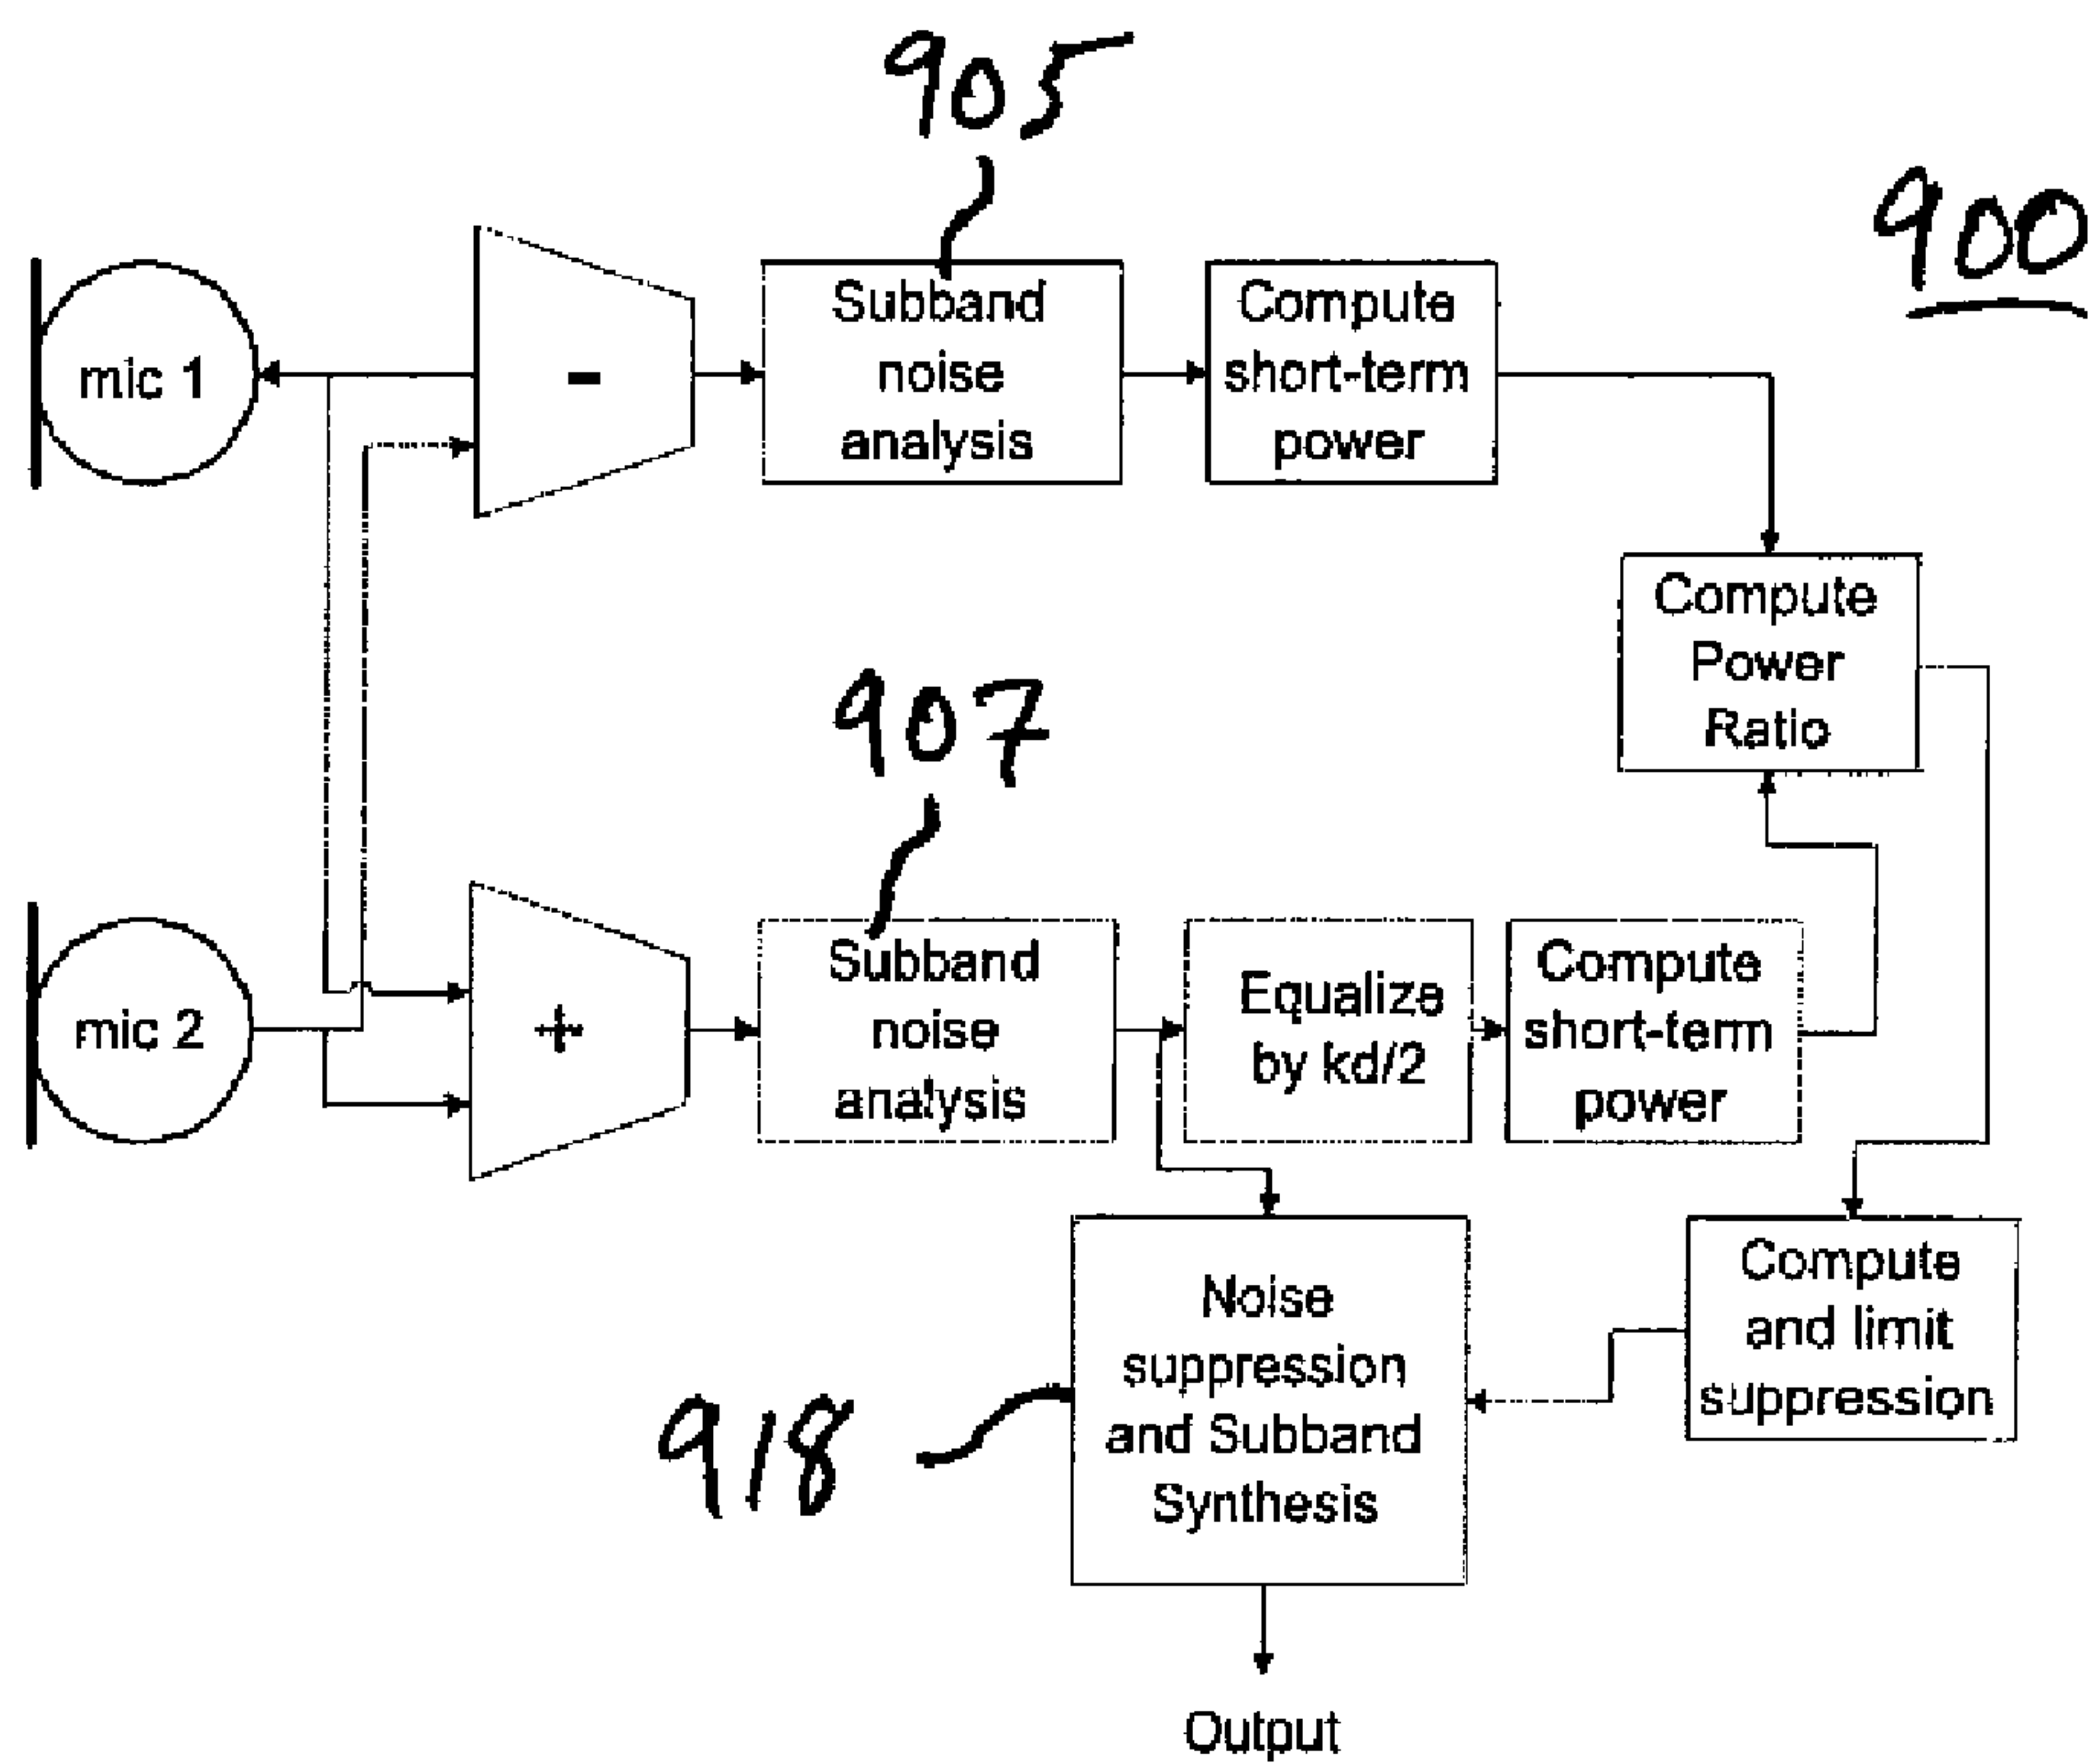 905
900
mic 1
-
Subband
noise
analysis
Compute
short-term
power
Compute
Power
Ratio
907
mic 2
+
Subband
noise
analysis
Equalize
by kd/2
Compute
short-term
power
Noise
suppression
and Subband
Synthesis
Compute
and limit
suppression
918
Output